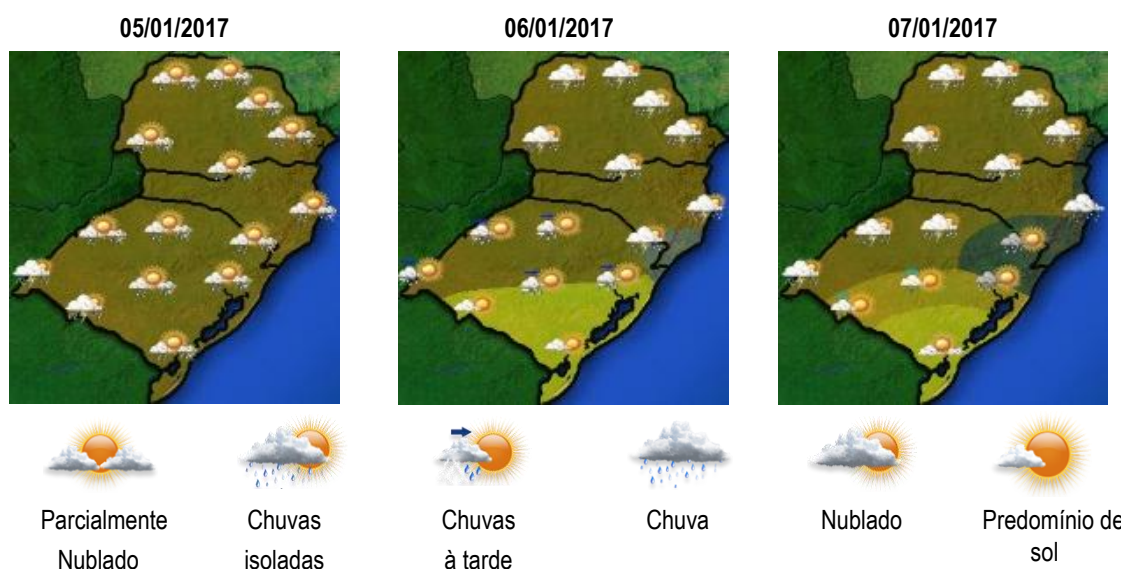 05/01/2017
06/01/2017
07/01/2017
Parcialmente
Nublado
Chuvas
isoladas
Chuvas
à tarde
Chuva
Nublado
Predomínio de
sol